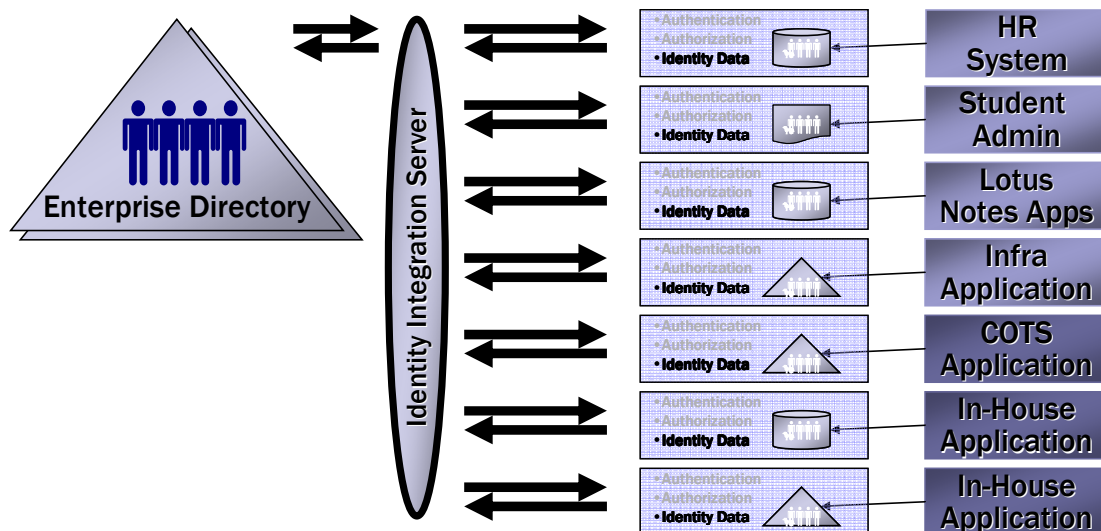 Enterprise Directory
Identity Integration Server
•Authentication
•Authorization
•Identity Data
HR
System
•Authentication
•Authorization
•Identity Data
Student
Admin
•Authentication
•Authorization
•Identity Data
Lotus
Notes Apps
•Authentication
•Authorization
•Identity Data
Infra
Application
•Authentication
•Authorization
•Identity Data
COTS
Application
•Authentication
•Authorization
•Identity Data
In-House
Application
•Authentication
•Authorization
•Identity Data
In-House
Application